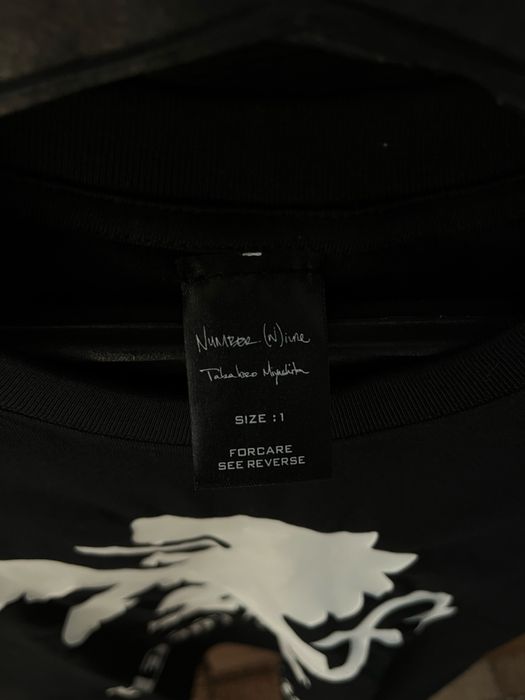 NUMBER (N)ine
Takahiro Miyashita
SIZE :1
FORCARE
SEE REVERSE